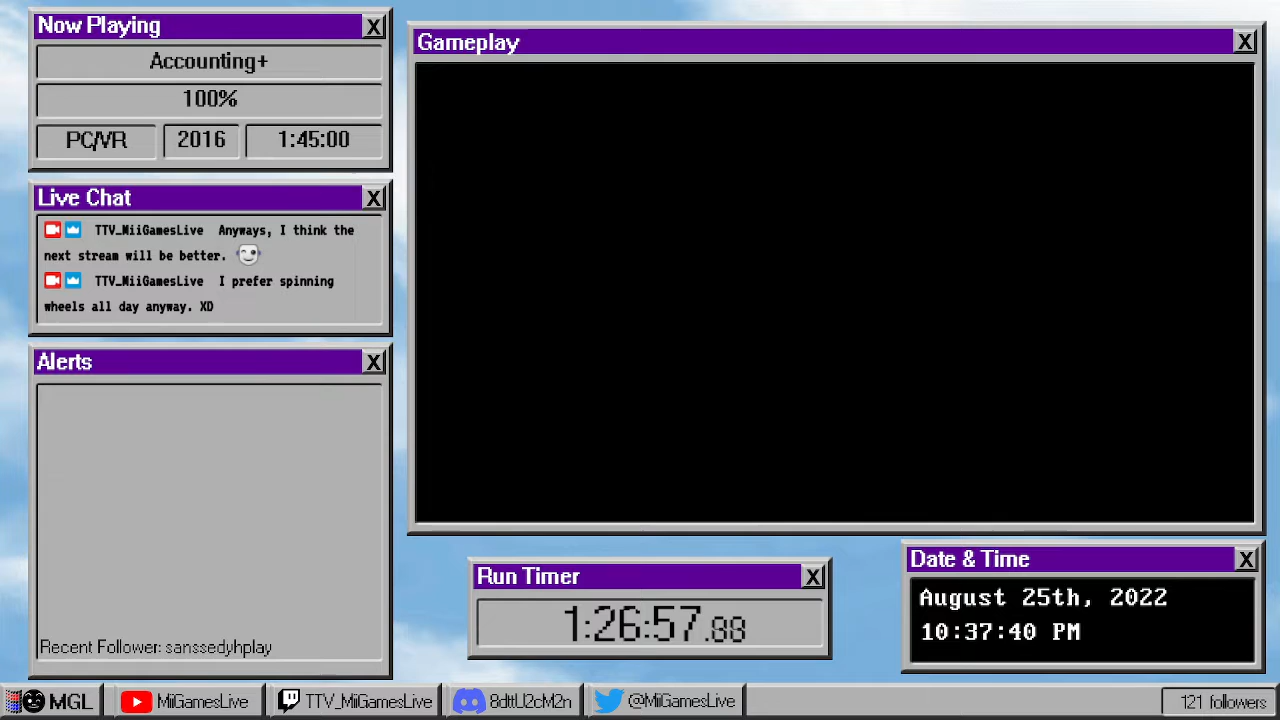 Now Playing
Accounting+
100%
PC/VR 2016 1:45:00
Live Chat
TTV_MiiGamesLive Anyways, I think the
next stream will be better.
TTV_MiiGamesLive I prefer spinning
wheels all day anyway. XD
Alerts
Recent Follower: sanssedyhplay
Gameplay
Run Timer
1:26:57.88
Date & Time
August 25th, 2022
10:37:40 PM
MGL
MiiGamesLive
TTV_MiiGamesLive
8dttU2cM2n
@MiiGamesLive
121 followers